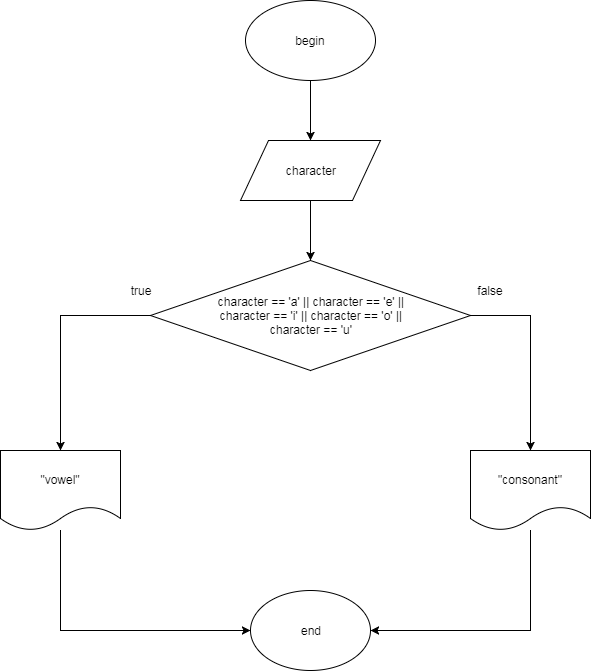 begin
character
true
false
character == 'a' || character == 'e' ||
character == 'i' || character == 'o' ||
character == 'u'
"vowel"
"consonant"
end